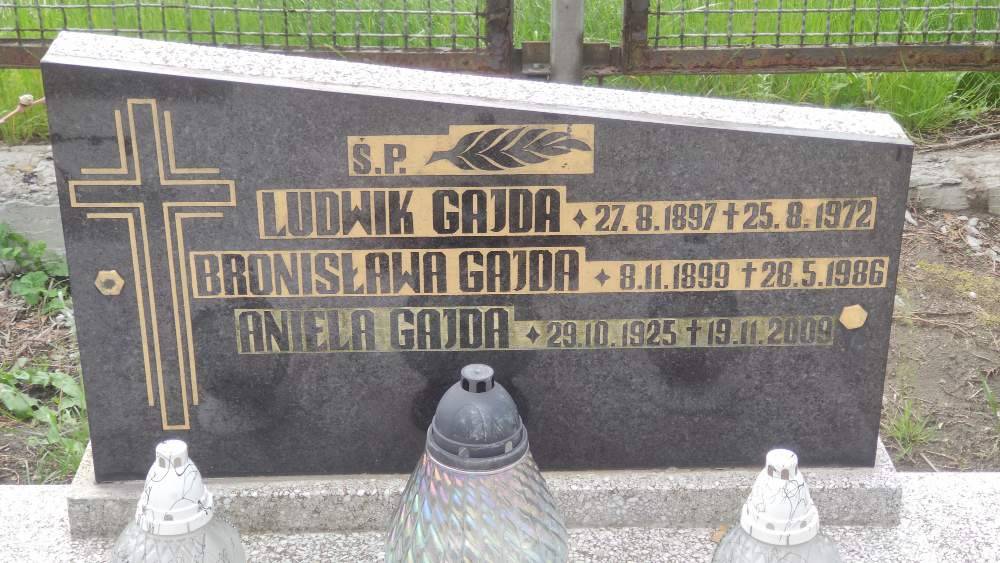 Ś.P.
LUDWIK GAJDA ✦ 27.8.1897 † 25.8.1972
BRONISŁAWA GAJDA ✦ 8.11.1899 † 28.5.1986
ANIELA GAJDA ✦ 29.10.1925 † 19.11.2009